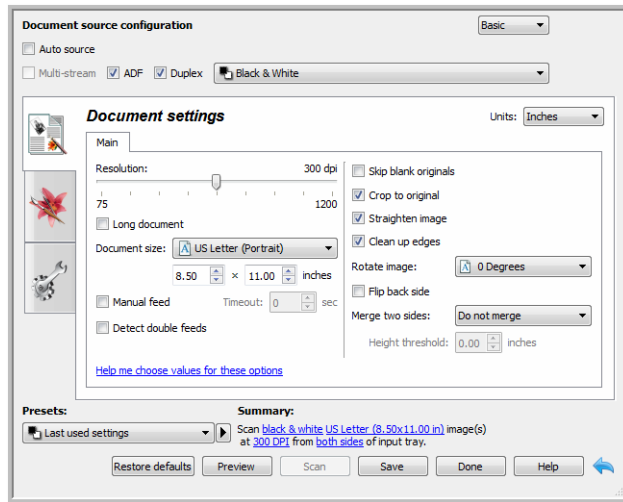 Document source configuration Basic
Auto source
Multi-stream ADF Duplex Black & White
Document settings Units: Inches
Main
Resolution: 300 dpi
75 1200
Long document
Document size: US Letter (Portrait)
8.50 × 11.00 inches
Manual feed Timeout: 0 sec
Detect double feeds
Help me choose values for these options
Skip blank originals
Crop to original
Straighten image
Clean up edges
Rotate image: 0 Degrees
Flip back side
Merge two sides: Do not merge
Height threshold: 0.00 inches
Presets:
Last used settings
Summary:
Scan black & white US Letter (8.50x11.00 in) image(s)
at 300 DPI from both sides of input tray.
Restore defaults Preview Scan Save Done Help